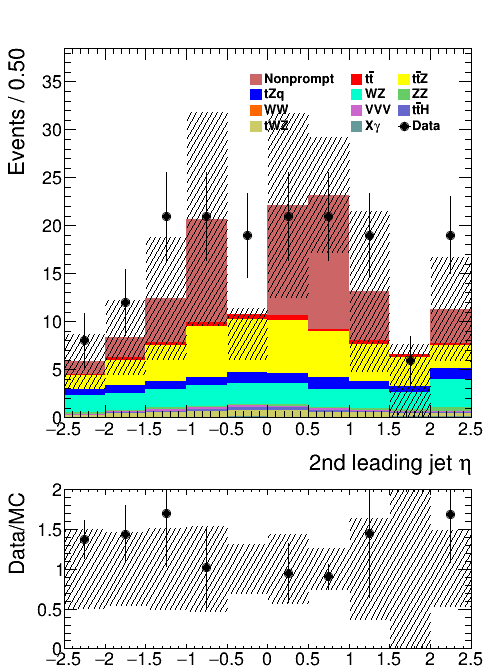 Events / 0.50
35
30
25
20
15
10
5
0
Nonprompt tt̄ tt̄Z
tZq WZ ZZ
WW VVV tt̄H
tWZ Xγ Data
−2.5 −2 −1.5 −1 −0.5 0 0.5 1 1.5 2 2.5
2nd leading jet η
Data/MC
2
1.5
1
0.5
0
−2.5 −2 −1.5 −1 −0.5 0 0.5 1 1.5 2 2.5